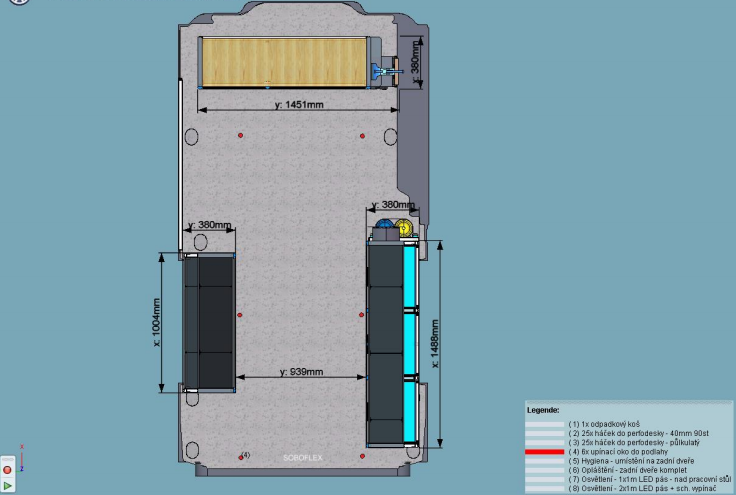 x: 380mm
y: 1451mm
y: 380mm
y: 380mm
x: 1004mm
x: 1488mm
y: 939mm
(4)
SOBOFLEX
x
z
Legende:
(1) 1x odpadkový koš
(2) 25x háček do perfodesky - 40mm 90st
(3) 25x háček do perfodesky - půlkulatý
(4) 6x upínací oko do podlahy
(5) Hygiena - umístění na zadní dveře
(6) Opláštění - zadní dveře komplet
(7) Osvětlení - 1x1m LED pás - nad pracovní stůl
(8) Osvětlení - 2x1m LED pás + sch. vypínač